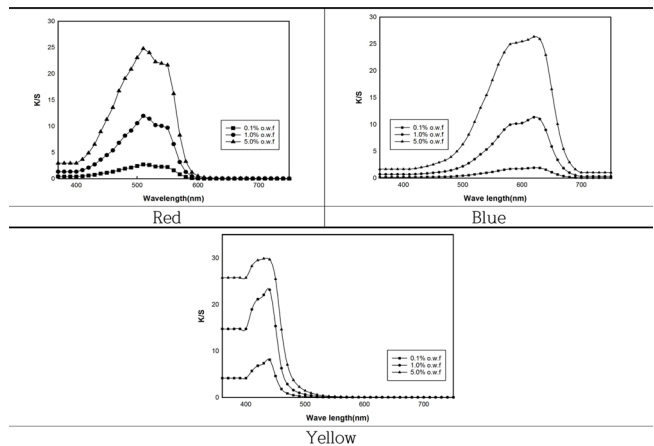 30
25
20
15
10
5
0
K/S
0.1% o.w.f
1.0% o.w.f
5.0% o.w.f
400 500 600 700
Wavelength(nm)
Red
30
25
20
15
10
5
0
K/S
0.1% o.w.f
1.0% o.w.f
5.0% o.w.f
400 500 600 700
Wave length(nm)
Blue
30
20
10
0
K/S
0.1% o.w.f
1.0% o.w.f
5.0% o.w.f
400 500 600 700
Wave length(nm)
Yellow